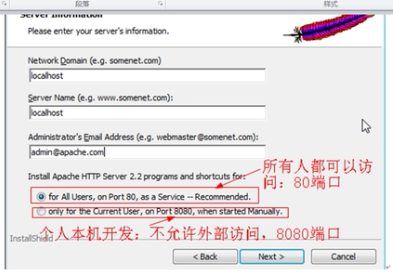 段落
样式
Server Information
Please enter your server's information.
Network Domain (e.g. somenet.com)
localhost
Server Name (e.g. www.somenet.com):
localhost
Administrator's Email Address (e.g. webmaster@somenet.com):
admin@apache.com
Install Apache HTTP Server 2.2 programs and shortcuts for:
所有人都可以访
问：80端口
for All Users, on Port 80, as a Service -- Recommended.
only for the Current User, on Port 8080, when started Manually.
个人本机开发：不允许外部访问，8080端口
InstallShield
< Back
Next >
Cancel